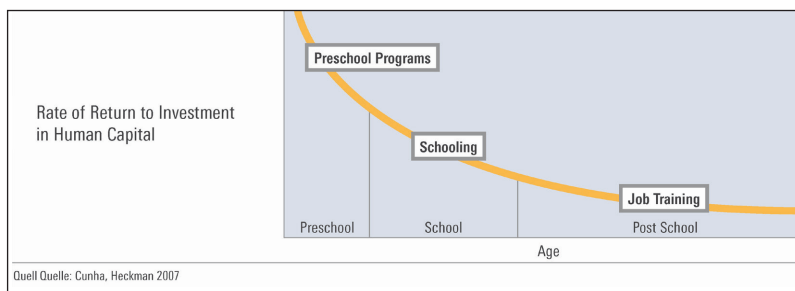 Preschool Programs
Rate of Return to Investment
in Human Capital
Schooling
Job Training
Preschool
School
Post School
Age
Quell Quelle: Cunha, Heckman 2007